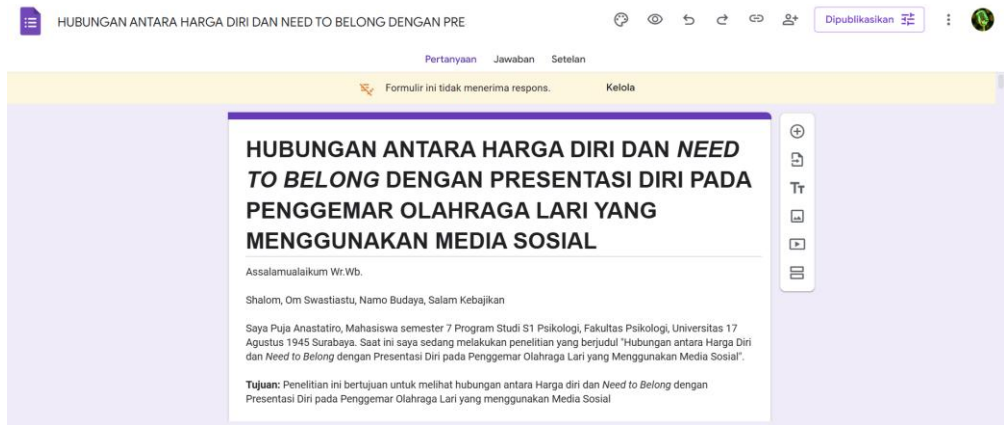 HUBUNGAN ANTARA HARGA DIRI DAN NEED TO BELONG DENGAN PRE
Dipublikasikan
Pertanyaan Jawaban Setelan
Formulir ini tidak menerima respons. Kelola
HUBUNGAN ANTARA HARGA DIRI DAN NEED
TO BELONG DENGAN PRESENTASI DIRI PADA
PENGGEMAR OLAHRAGA LARI YANG
MENGGUNAKAN MEDIA SOSIAL
Assalamualaikum Wr.Wb.
Shalom, Om Swastiastu, Namo Budaya, Salam Kebajikan
Saya Puja Anastatiro, Mahasiswa semester 7 Program Studi S1 Psikologi, Fakultas Psikologi, Universitas 17
Agustus 1945 Surabaya. Saat ini saya sedang melakukan penelitian yang berjudul "Hubungan antara Harga Diri
dan Need to Belong dengan Presentasi Diri pada Penggemar Olahraga Lari yang Menggunakan Media Sosial".
Tujuan: Penelitian ini bertujuan untuk melihat hubungan antara Harga diri dan Need to Belong dengan
Presentasi Diri pada Penggemar Olahraga Lari yang menggunakan Media Sosial